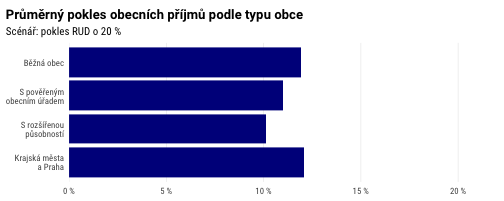 Průměrný pokles obecních příjmů podle typu obce
Scénář: pokles RUD o 20 %
Běžná obec
S pověřeným
obecním úřadem
S rozšířenou
působností
Krajská města
a Praha
0 %
5 %
10 %
15 %
20 %